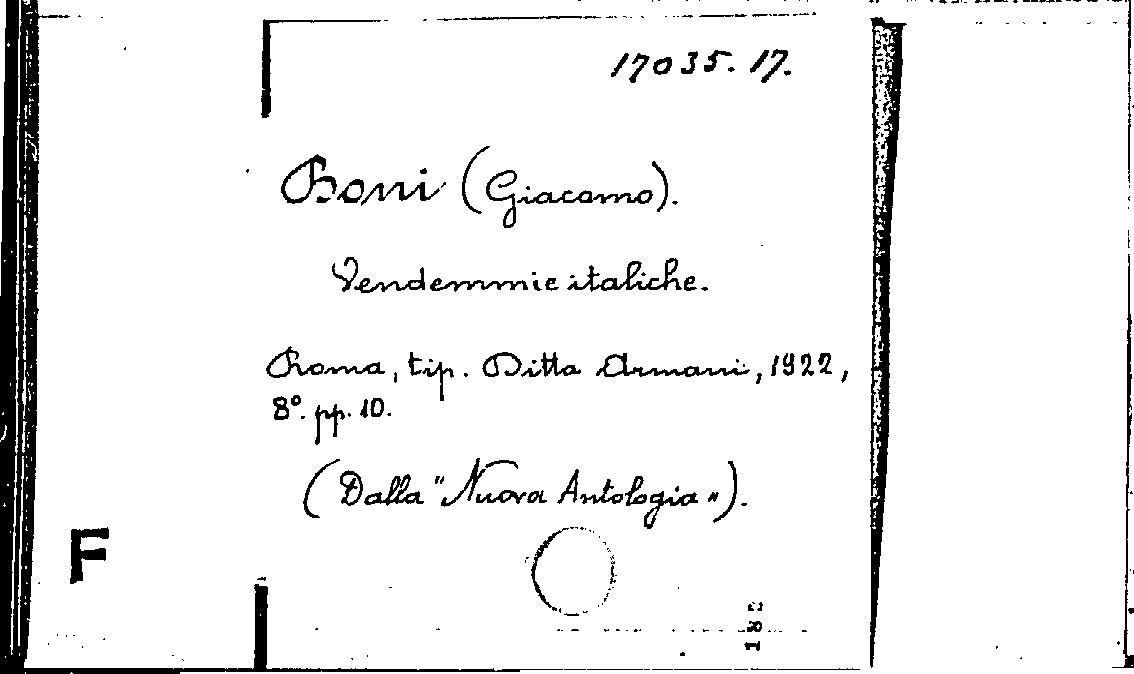 17035. 17.
Boni (Giacomo).
Vendemmie italiche.
Roma, tip. Ditta Armani, 1922,
8°. pp. 10.
(Dalla "Nuova Antologia").
F